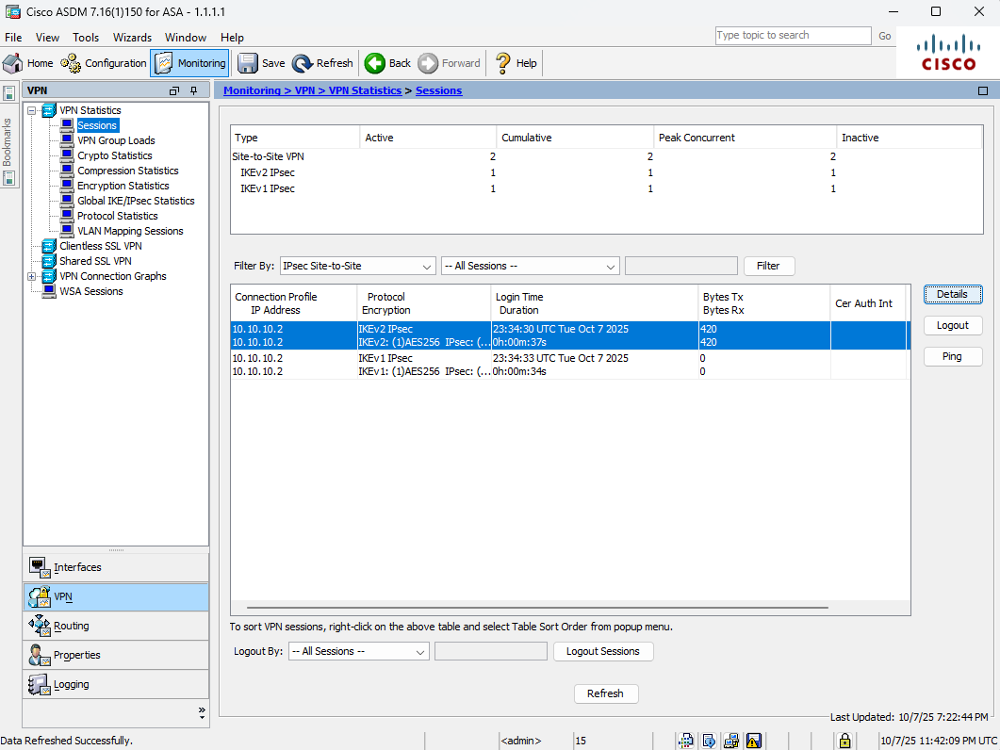 Cisco ASDM 7.16(1)150 for ASA - 1.1.1.1
File View Tools Wizards Window Help
Type topic to search Go
Home Configuration Monitoring Save Refresh Back Forward Help
CISCO
Bookmarks
VPN
VPN Statistics
Sessions
VPN Group Loads
Crypto Statistics
Compression Statistics
Encryption Statistics
Global IKE/IPsec Statistics
Protocol Statistics
VLAN Mapping Sessions
Clientless SSL VPN
Shared SSL VPN
VPN Connection Graphs
WSA Sessions
Interfaces
VPN
Routing
Properties
Logging
Monitoring > VPN > VPN Statistics > Sessions
Type Active Cumulative Peak Concurrent Inactive
Site-to-Site VPN 2 2 2
IKEv2 IPsec 1 1 1
IKEv1 IPsec 1 1 1
Filter By: IPsec Site-to-Site -- All Sessions -- Filter
Connection Profile Protocol Login Time Bytes Tx Cer Auth Int
IP Address Encryption Duration Bytes Rx
10.10.10.2 IKEv2 IPsec 23:34:30 UTC Tue Oct 7 2025 420
10.10.10.2 IKEv2: (1)AES256 IPsec: (... 0h:00m:37s 420
10.10.10.2 IKEv1 IPsec 23:34:33 UTC Tue Oct 7 2025 0
10.10.10.2 IKEv1: (1)AES256 IPsec: (... 0h:00m:34s 0
Details
Logout
Ping
To sort VPN sessions, right-click on the above table and select Table Sort Order from popup menu.
Logout By: -- All Sessions -- Logout Sessions
Refresh
Last Updated: 10/7/25 7:22:44 PM
Data Refreshed Successfully. <admin> 15 10/7/25 11:42:09 PM UTC